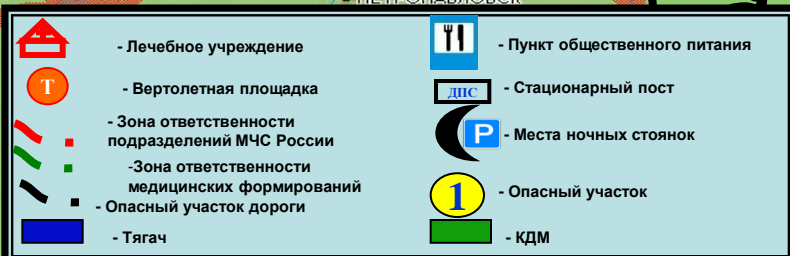 - ПЕТРОПАВЛОВСК
- Лечебное учреждение
Т
- Вертолетная площадка
- Зона ответственности
подразделений МЧС России
-Зона ответственности
медицинских формирований
- Опасный участок дороги
- Тягач
- Пункт общественного питания
ДПС
- Стационарный пост
P
- Места ночных стоянок
1
- Опасный участок
- КДМ